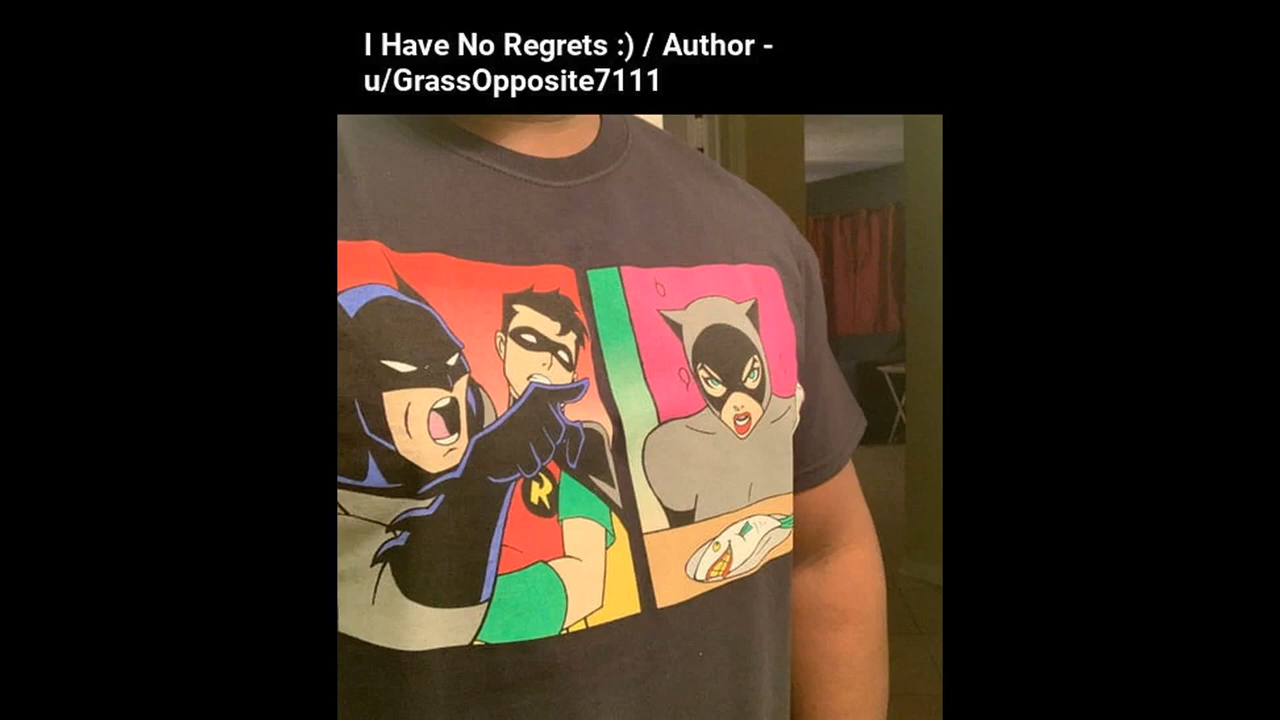 I Have No Regrets :) / Author -
u/GrassOpposite7111
R